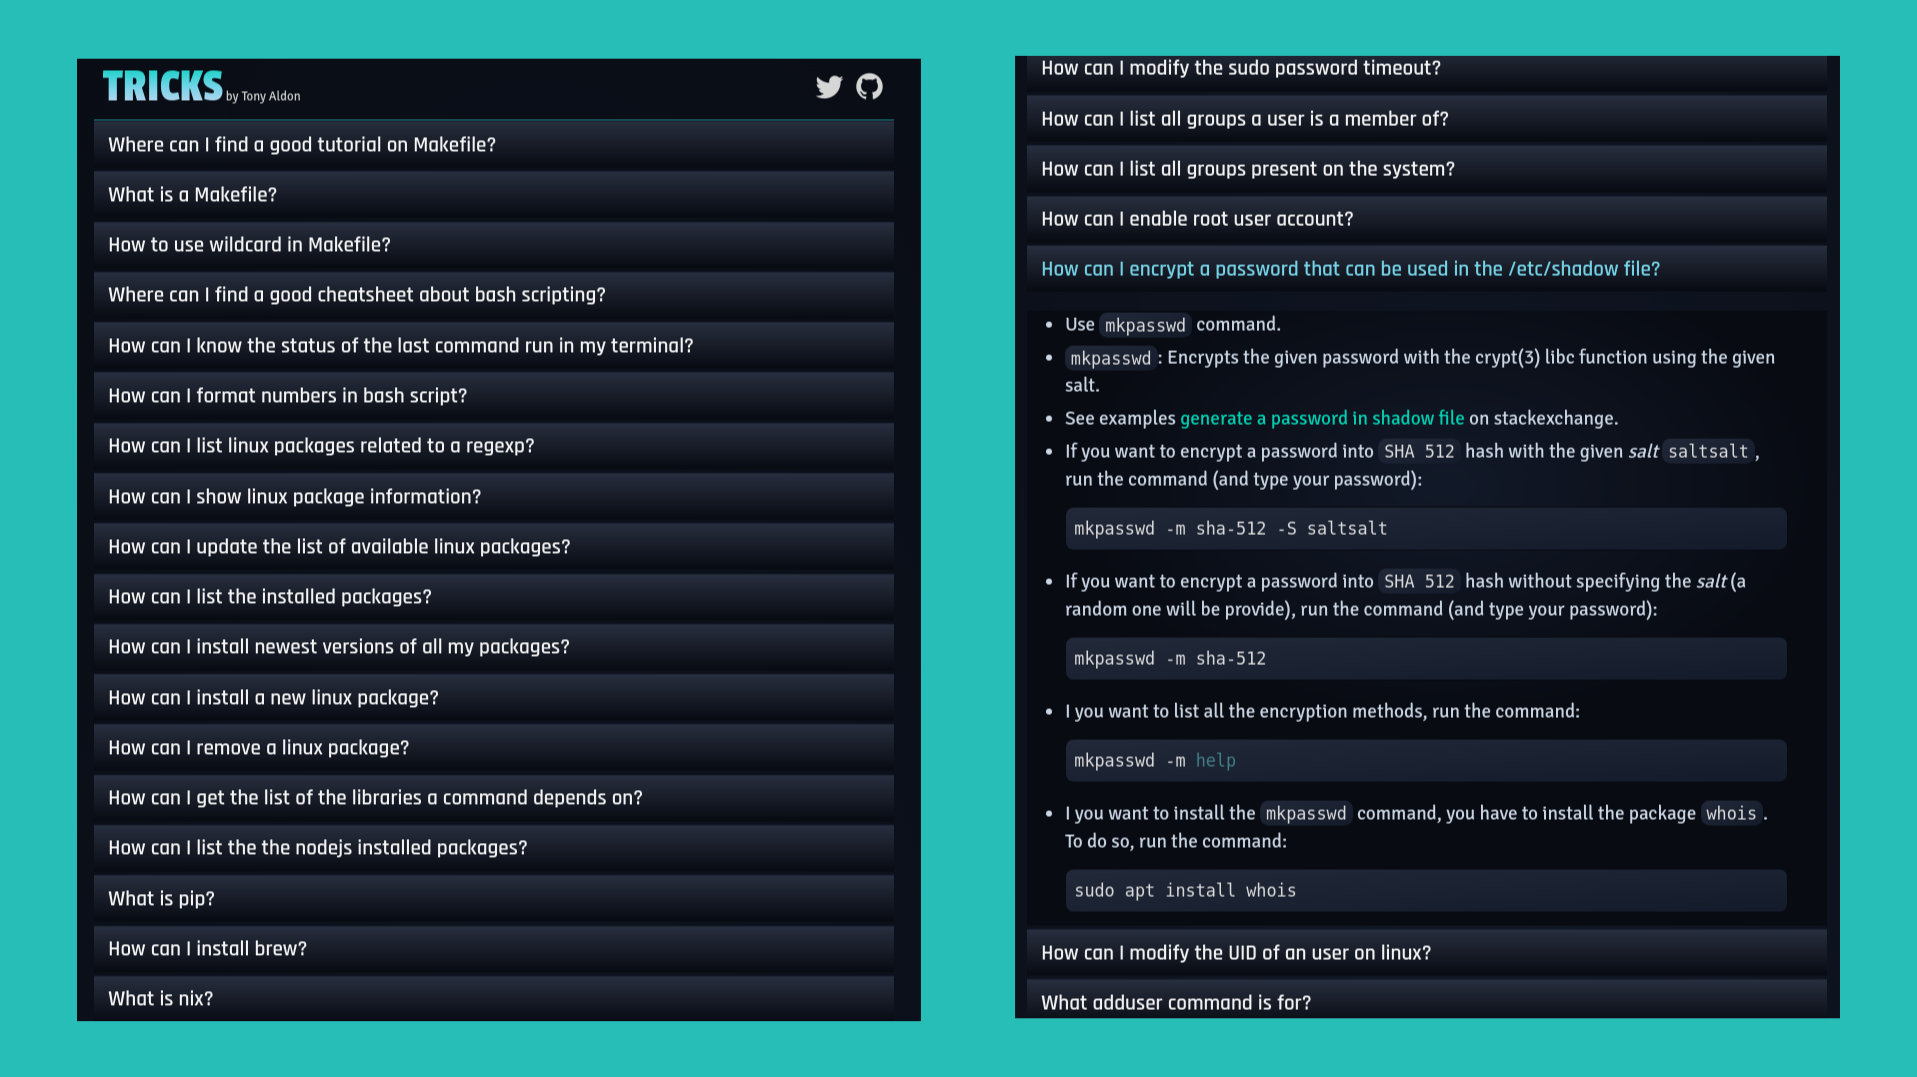 TRICKS by Tony Aldon
Where can I find a good tutorial on Makefile?
What is a Makefile?
How to use wildcard in Makefile?
Where can I find a good cheatsheet about bash scripting?
How can I know the status of the last command run in my terminal?
How can I format numbers in bash script?
How can I list linux packages related to a regexp?
How can I show linux package information?
How can I update the list of available linux packages?
How can I list the installed packages?
How can I install newest versions of all my packages?
How can I install a new linux package?
How can I remove a linux package?
How can I get the list of the libraries a command depends on?
How can I list the the nodejs installed packages?
What is pip?
How can I install brew?
What is nix?
How can I modify the sudo password timeout?
How can I list all groups a user is a member of?
How can I list all groups present on the system?
How can I enable root user account?
How can I encrypt a password that can be used in the /etc/shadow file?
• Use mkpasswd command.
• mkpasswd: Encrypts the given password with the crypt(3) libc function using the given
salt.
• See examples generate a password in shadow file on stackexchange.
• If you want to encrypt a password into SHA 512 hash with the given salt saltsalt,
run the command (and type your password):
mkpasswd -m sha-512 -S saltsalt
• If you want to encrypt a password into SHA 512 hash without specifying the salt (a
random one will be provide), run the command (and type your password):
mkpasswd -m sha-512
• I you want to list all the encryption methods, run the command:
mkpasswd -m help
• I you want to install the mkpasswd command, you have to install the package whois.
To do so, run the command:
sudo apt install whois
How can I modify the UID of an user on linux?
What adduser command is for?